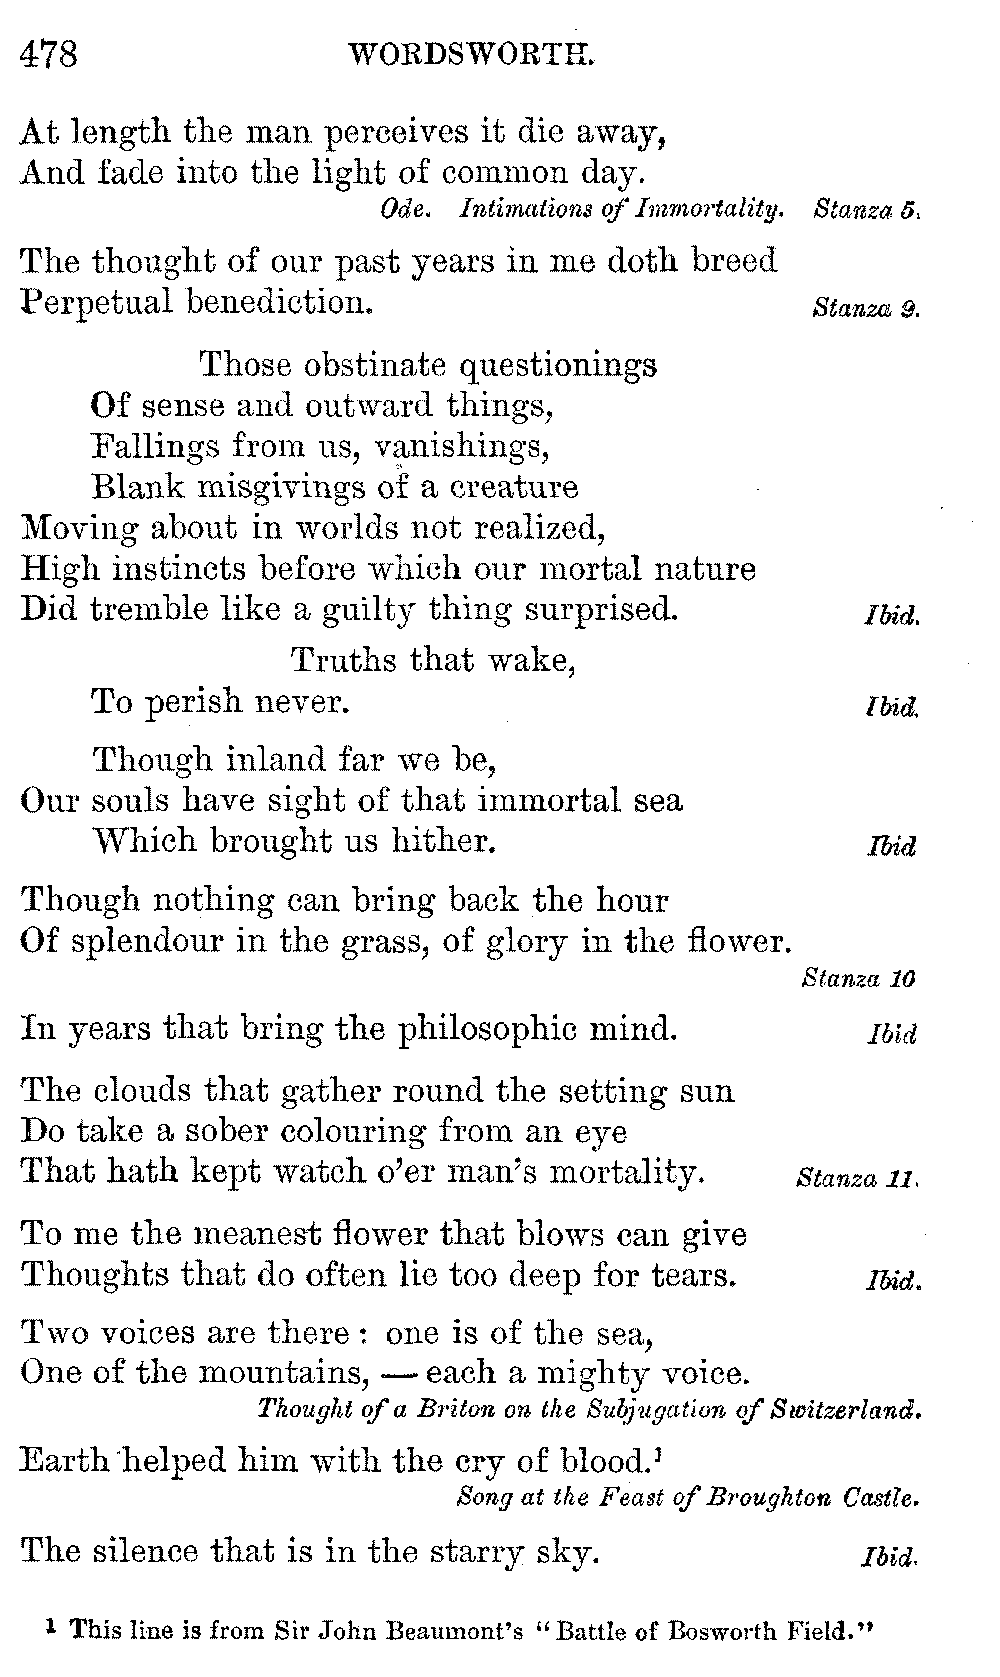 478 WORDSWORTH.
At length the man perceives it die away,
And fade into the light of common day.
Ode. Intimations of Immortality. Stanza 5.
The thought of our past years in me doth breed
Perpetual benediction. Stanza 9.
Those obstinate questionings
Of sense and outward things,
Fallings from us, vanishings,
Blank misgivings of a creature
Moving about in worlds not realized,
High instincts before which our mortal nature
Did tremble like a guilty thing surprised. Ibid.
Truths that wake,
To perish never. Ibid.
Though inland far we be,
Our souls have sight of that immortal sea
Which brought us hither. Ibid
Though nothing can bring back the hour
Of splendour in the grass, of glory in the flower.
Stanza 10
In years that bring the philosophic mind. Ibid
The clouds that gather round the setting sun
Do take a sober colouring from an eye
That hath kept watch o'er man's mortality. Stanza 11.
To me the meanest flower that blows can give
Thoughts that do often lie too deep for tears. Ibid.
Two voices are there : one is of the sea,
One of the mountains, — each a mighty voice.
Thought of a Briton on the Subjugation of Switzerland.
Earth helped him with the cry of blood.¹
Song at the Feast of Broughton Castle.
The silence that is in the starry sky. Ibid.
1 This line is from Sir John Beaumont's "Battle of Bosworth Field."